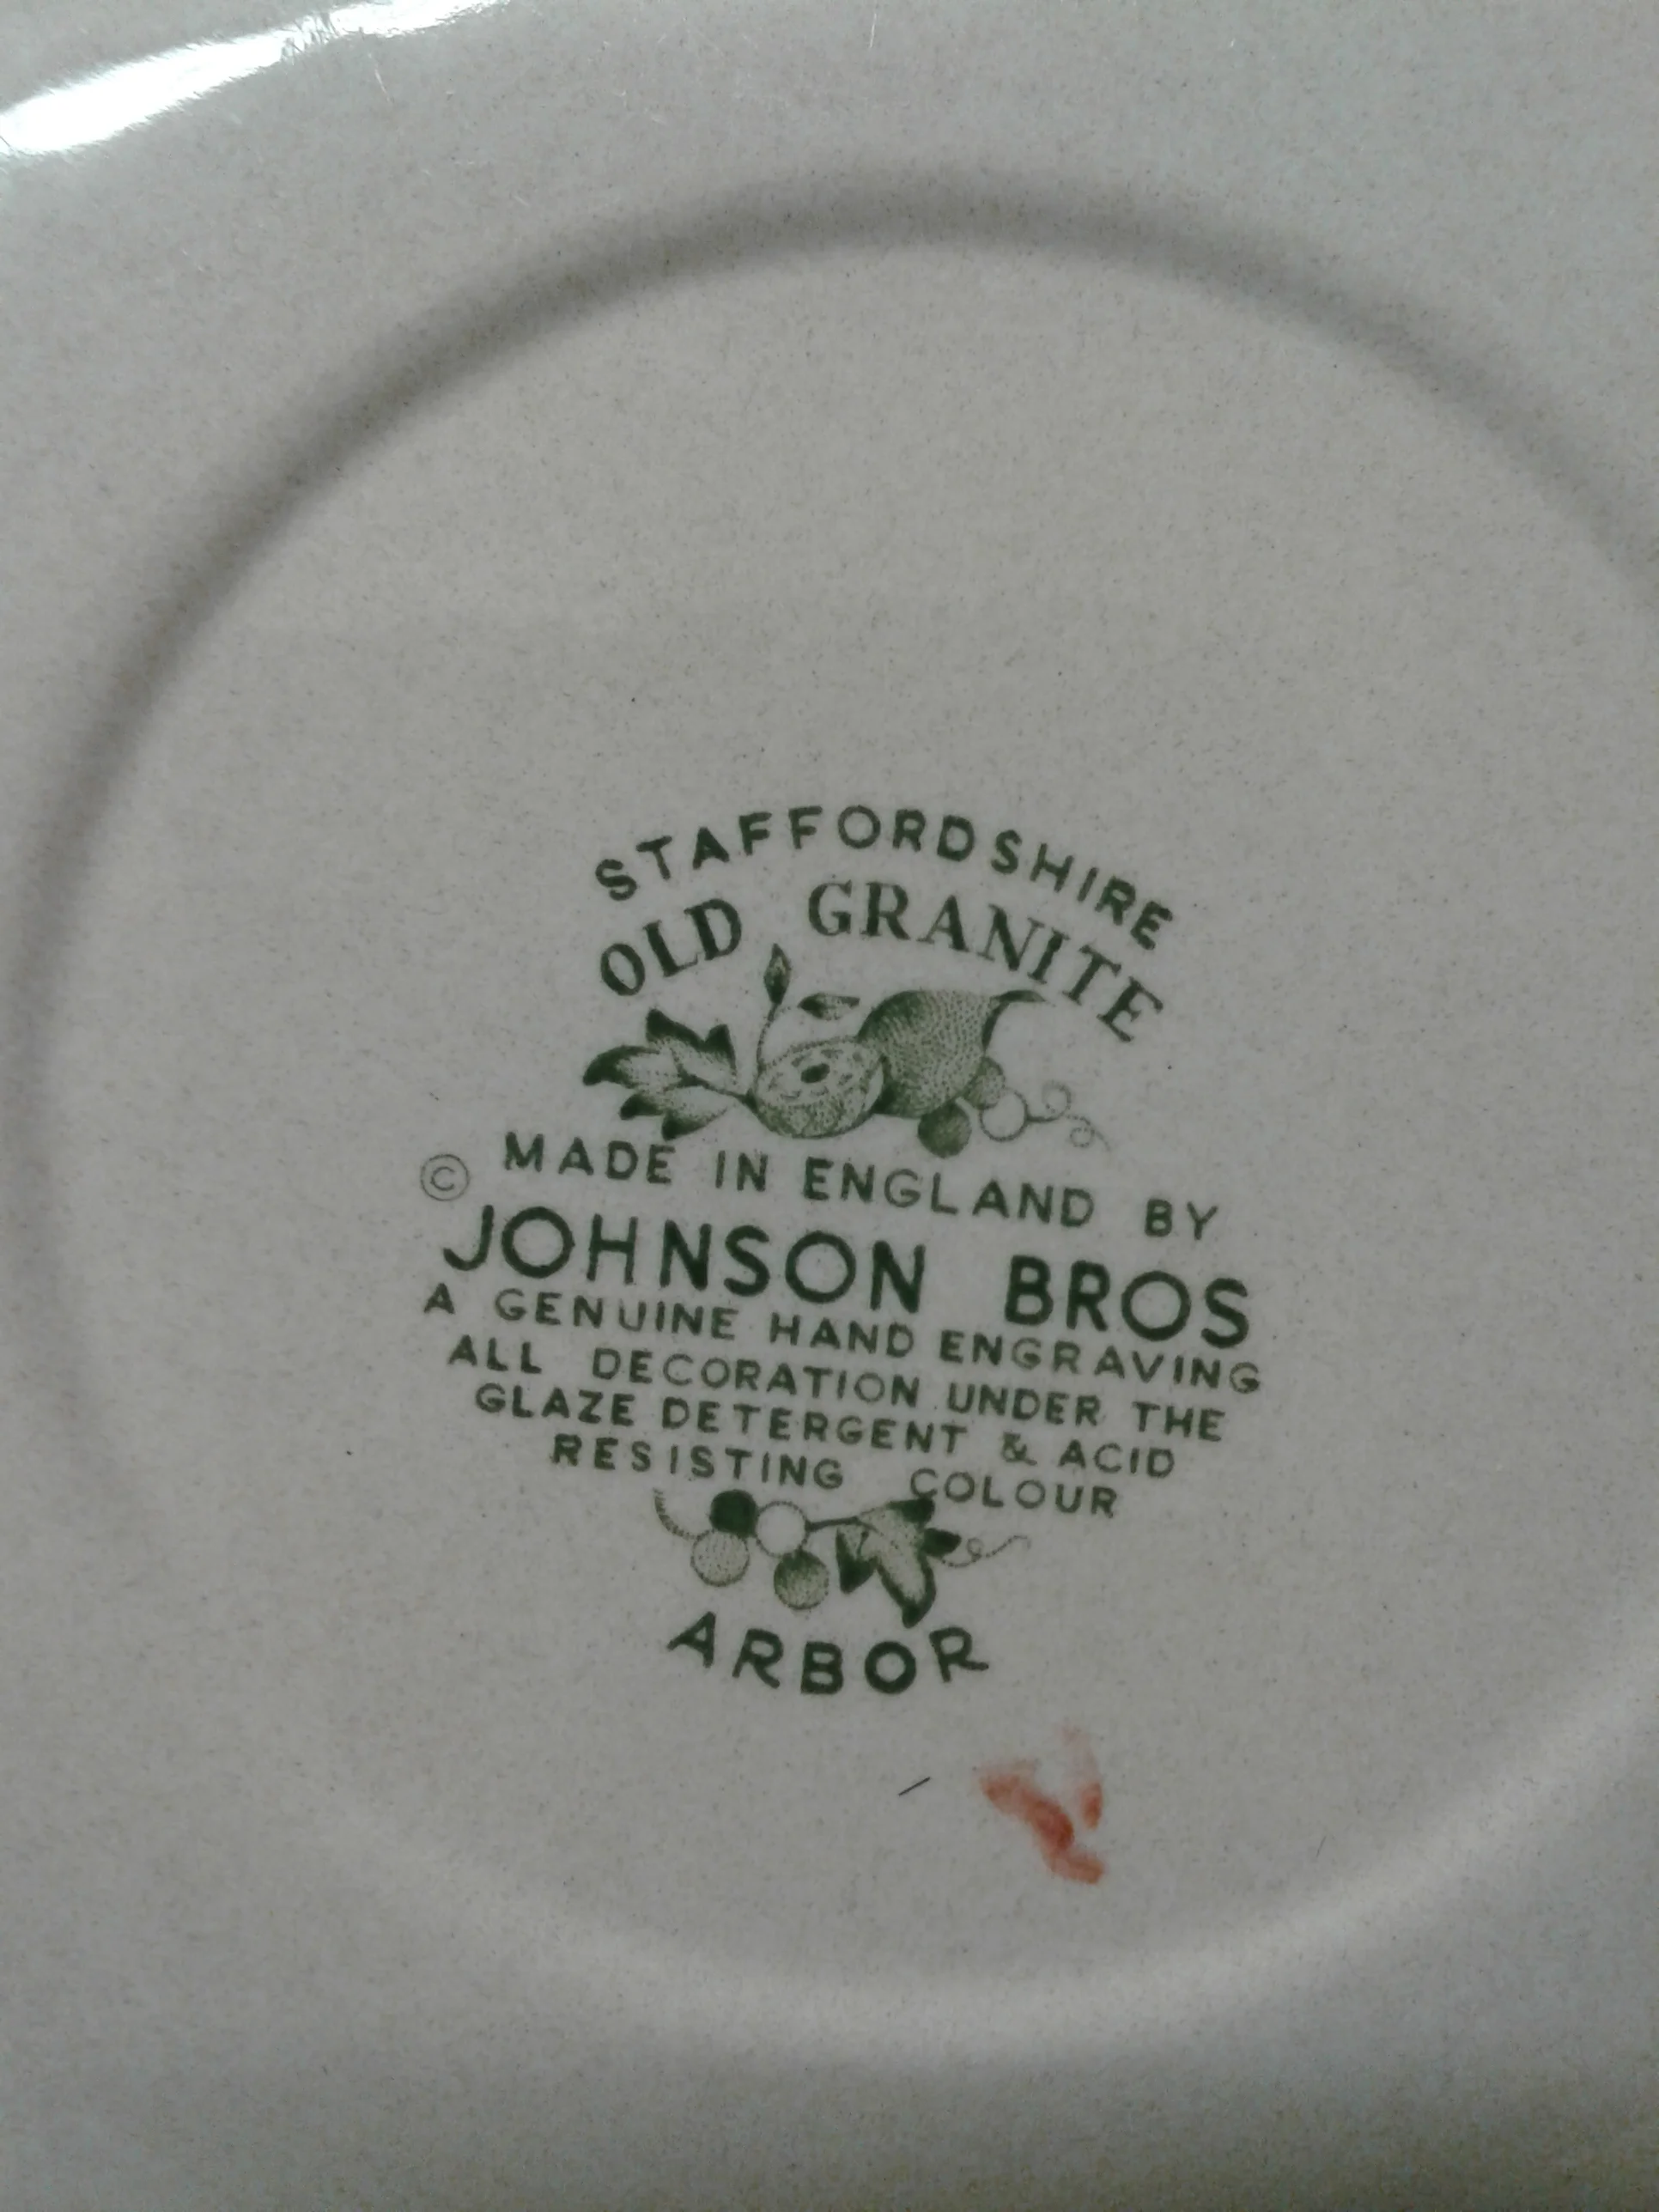 STAFFORDSHIRE
OLD GRANITE
© MADE IN ENGLAND BY
JOHNSON BROS
A GENUINE HAND ENGRAVING
ALL DECORATION UNDER THE
GLAZE DETERGENT & ACID
RESISTING COLOUR
ARBOR